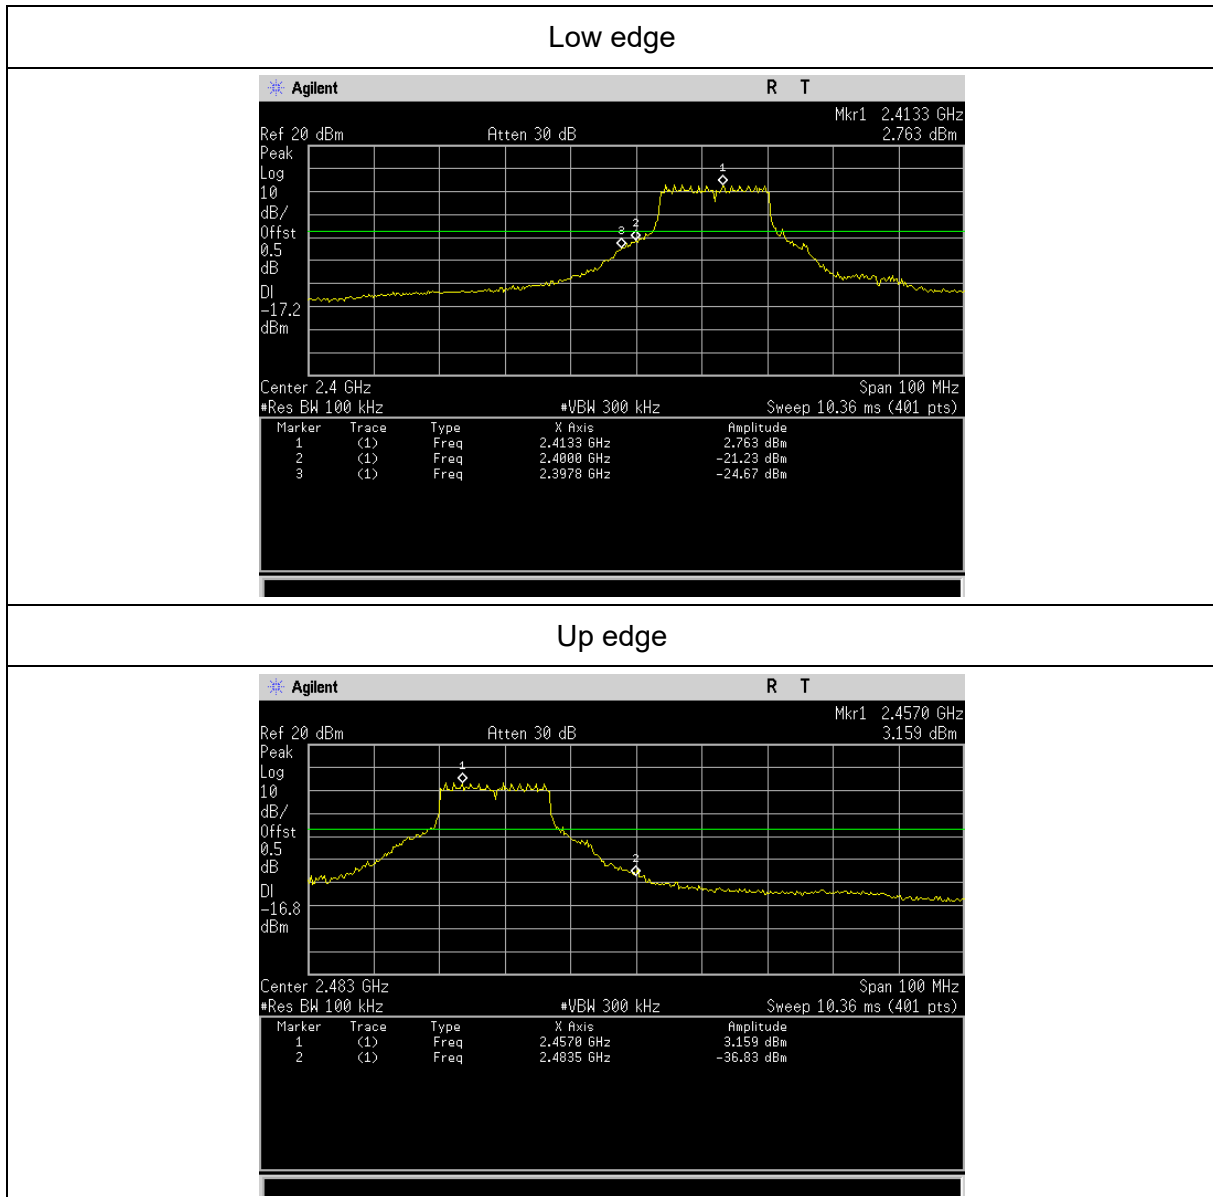 Low edge
Agilent R T
Mkr1 2.4133 GHz
Ref 20 dBm Atten 30 dB 2.763 dBm
Peak
Log
10
dB/
Offst
0.5
dB
DI
-17.2
dBm
1
2
3
Center 2.4 GHz Span 100 MHz
#Res BW 100 kHz #VBW 300 kHz Sweep 10.36 ms (401 pts)
Marker Trace Type X Axis Amplitude
1 (1) Freq 2.4133 GHz 2.763 dBm
2 (1) Freq 2.4000 GHz -21.23 dBm
3 (1) Freq 2.3978 GHz -24.67 dBm
Up edge
Agilent R T
Mkr1 2.4570 GHz
Ref 20 dBm Atten 30 dB 3.159 dBm
Peak
Log
10
dB/
Offst
0.5
dB
DI
-16.8
dBm
1
2
Center 2.483 GHz Span 100 MHz
#Res BW 100 kHz #VBW 300 kHz Sweep 10.36 ms (401 pts)
Marker Trace Type X Axis Amplitude
1 (1) Freq 2.4570 GHz 3.159 dBm
2 (1) Freq 2.4835 GHz -36.83 dBm